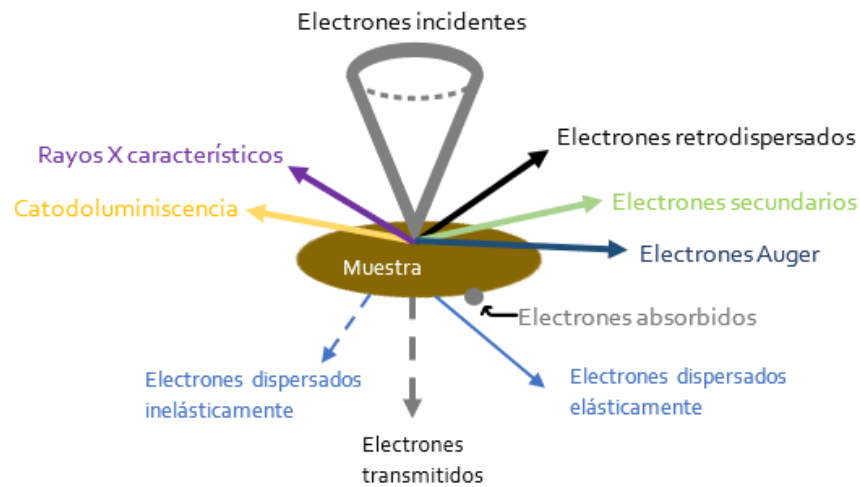 Electrones incidentes
Electrones retrodispersados
Rayos X característicos
Electrones secundarios
Catodoluminiscencia
Electrones Auger
Muestra
Electrones absorbidos
Electrones dispersados
inelásticamente
Electrones dispersados
elásticamente
Electrones
transmitidos